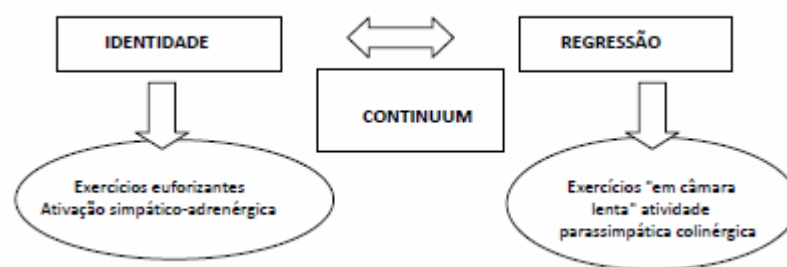 IDENTIDADE
REGRESSÃO
CONTINUUM
Exercícios euforizantes
Ativação simpático-adrenérgica
Exercícios "em câmara
lenta" atividade
parassimpática colinérgica